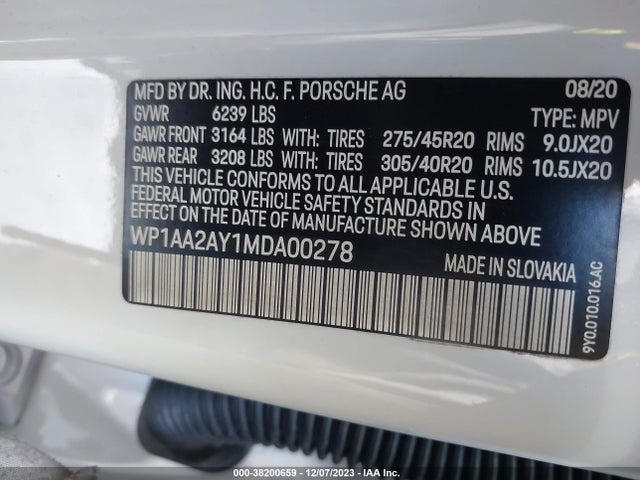 MFD BY DR. ING. H.C. F. PORSCHE AG 08/20
GVWR 6239 LBS TYPE: MPV
GAWR FRONT 3164 LBS WITH: TIRES 275/45R20 RIMS 9.0JX20
GAWR REAR 3208 LBS WITH: TIRES 305/40R20 RIMS 10.5JX20
THIS VEHICLE CONFORMS TO ALL APPLICABLE U.S.
FEDERAL MOTOR VEHICLE SAFETY STANDARDS IN
EFFECT ON THE DATE OF MANUFACTURE SHOWN ABOVE
WP1AA2AY1MDA00278
MADE IN SLOVAKIA
9Y0.010.016.AC
000-38200659 - 12/07/2023 - IAA Inc.